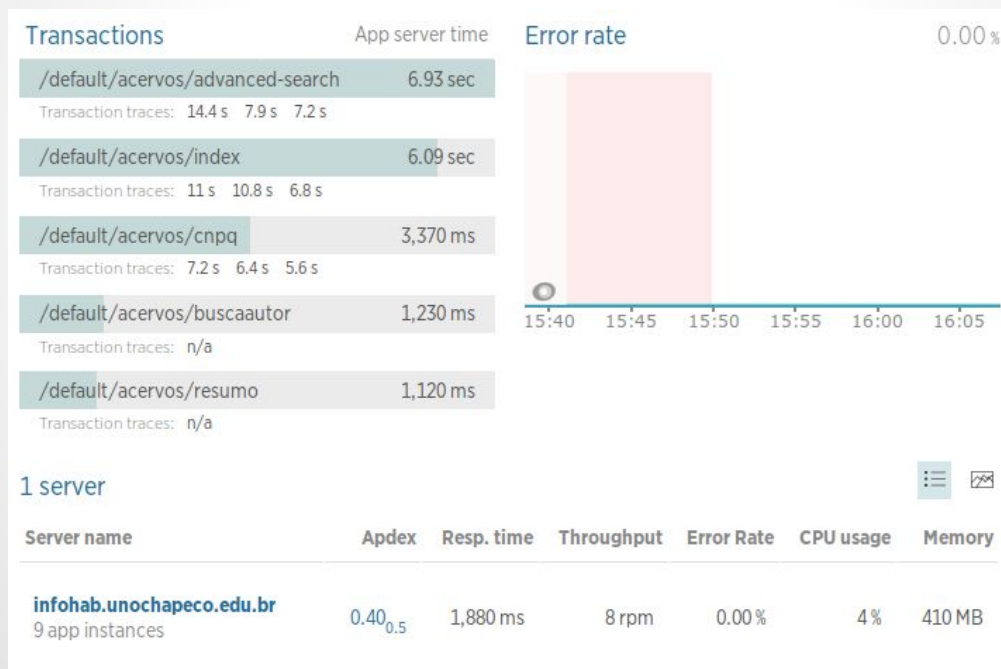 Transactions App server time
/default/acervos/advanced-search 6.93 sec
Transaction traces: 14.4 s 7.9 s 7.2 s
/default/acervos/index 6.09 sec
Transaction traces: 11 s 10.8 s 6.8 s
/default/acervos/cnpq 3,370 ms
Transaction traces: 7.2 s 6.4 s 5.6 s
/default/acervos/buscaautor 1,230 ms
Transaction traces: n/a
/default/acervos/resumo 1,120 ms
Transaction traces: n/a
Error rate 0.00 %
15:40 15:45 15:50 15:55 16:00 16:05
1 server
Server name Apdex Resp. time Throughput Error Rate CPU usage Memory
infohab.unochapeco.edu.br 0.40 0.5 1,880 ms 8 rpm 0.00 % 4 % 410 MB
9 app instances